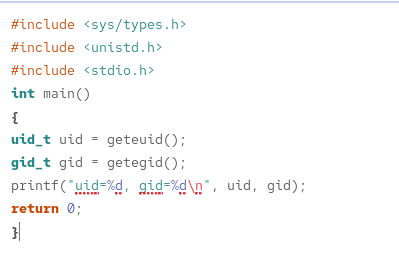 #include <sys/types.h>
#include <unistd.h>
#include <stdio.h>
int main()
{
uid_t uid = geteuid();
gid_t gid = getegid();
printf("uid=%d, gid=%d\n", uid, gid);
return 0;
}